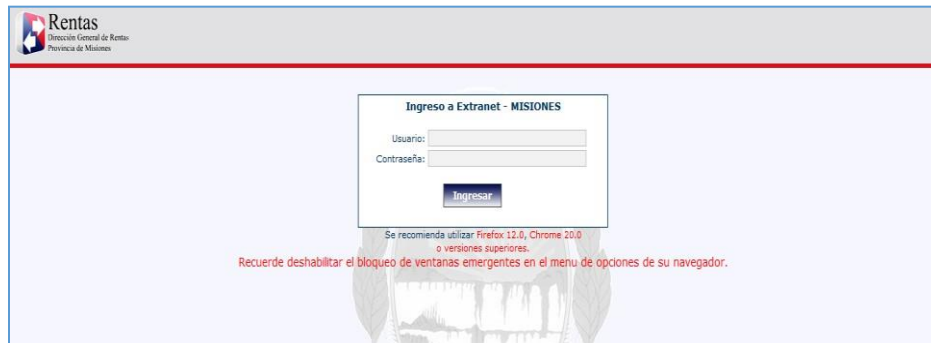 Rentas
Dirección General de Rentas
Provincia de Misiones
Ingreso a Extranet - MISIONES
Usuario:
Contraseña:
Ingresar
Se recomienda utilizar Firefox 12.0, Chrome 20.0
o versiones superiores.
Recuerde deshabilitar el bloqueo de ventanas emergentes en el menu de opciones de su navegador.